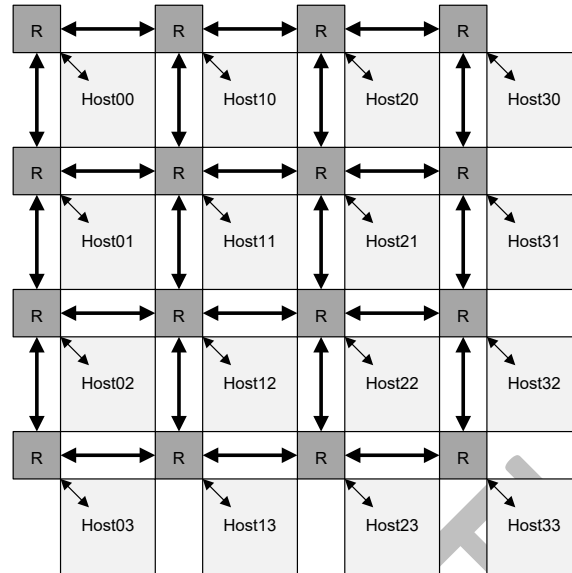 R R R R
Host00 Host10 Host20 Host30
R R R R
Host01 Host11 Host21 Host31
R R R R
Host02 Host12 Host22 Host32
R R R R
Host03 Host13 Host23 Host33